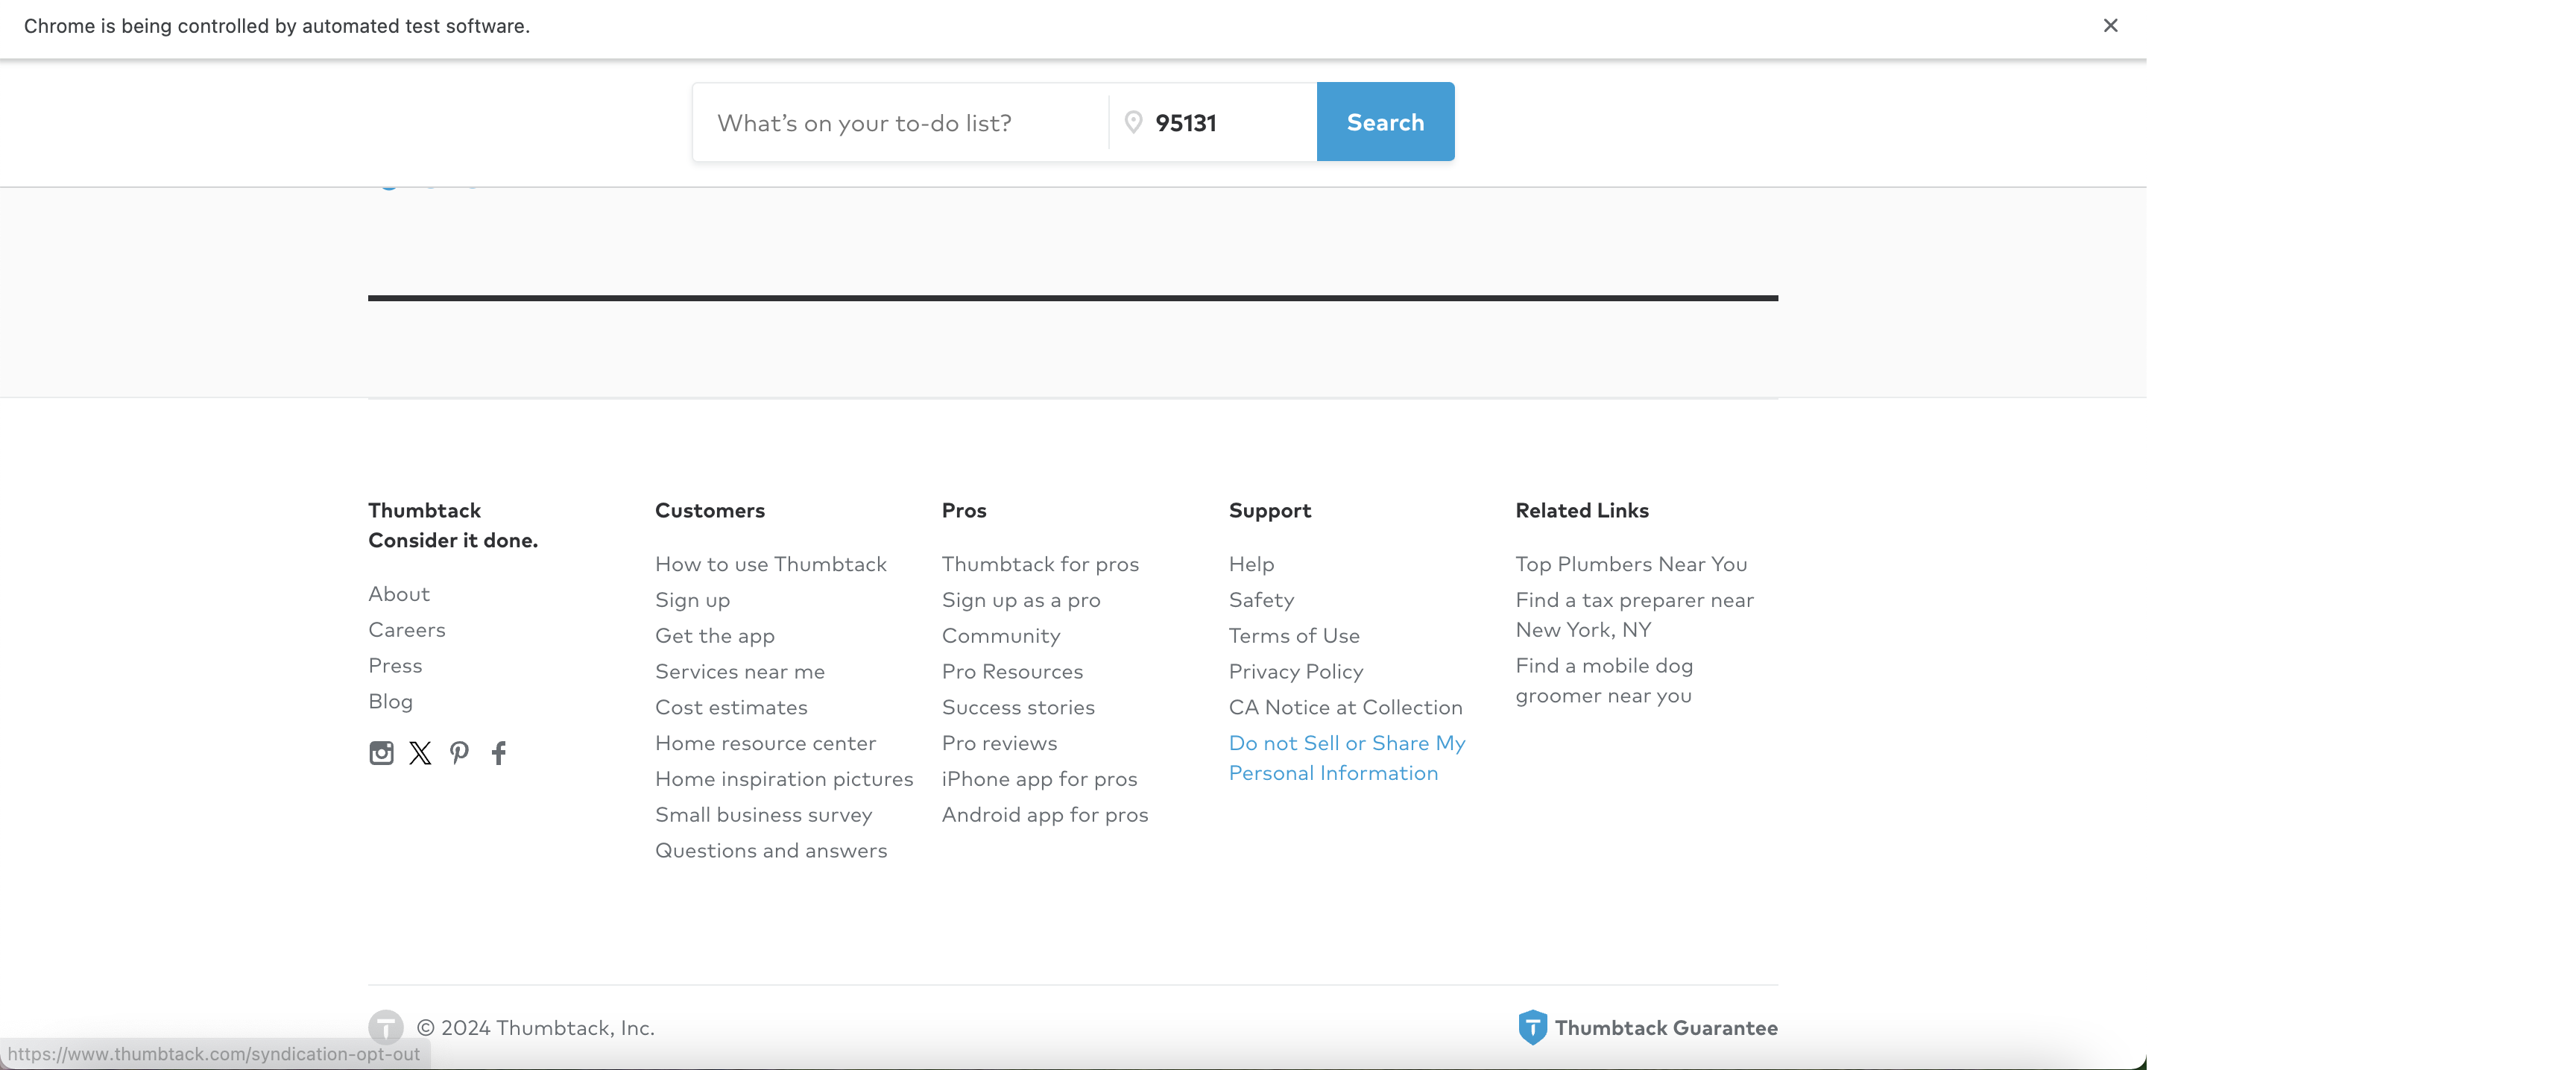 Chrome is being controlled by automated test software.
What's on your to-do list?
95131
Search
Thumbtack
Consider it done.
About
Careers
Press
Blog
Customers
How to use Thumbtack
Sign up
Get the app
Services near me
Cost estimates
Home resource center
Home inspiration pictures
Small business survey
Questions and answers
Pros
Thumbtack for pros
Sign up as a pro
Community
Pro Resources
Success stories
Pro reviews
iPhone app for pros
Android app for pros
Support
Help
Safety
Terms of Use
Privacy Policy
CA Notice at Collection
Do not Sell or Share My
Personal Information
Related Links
Top Plumbers Near You
Find a tax preparer near
New York, NY
Find a mobile dog
groomer near you
© 2024 Thumbtack, Inc.
Thumbtack Guarantee
https://www.thumbtack.com/syndication-opt-out